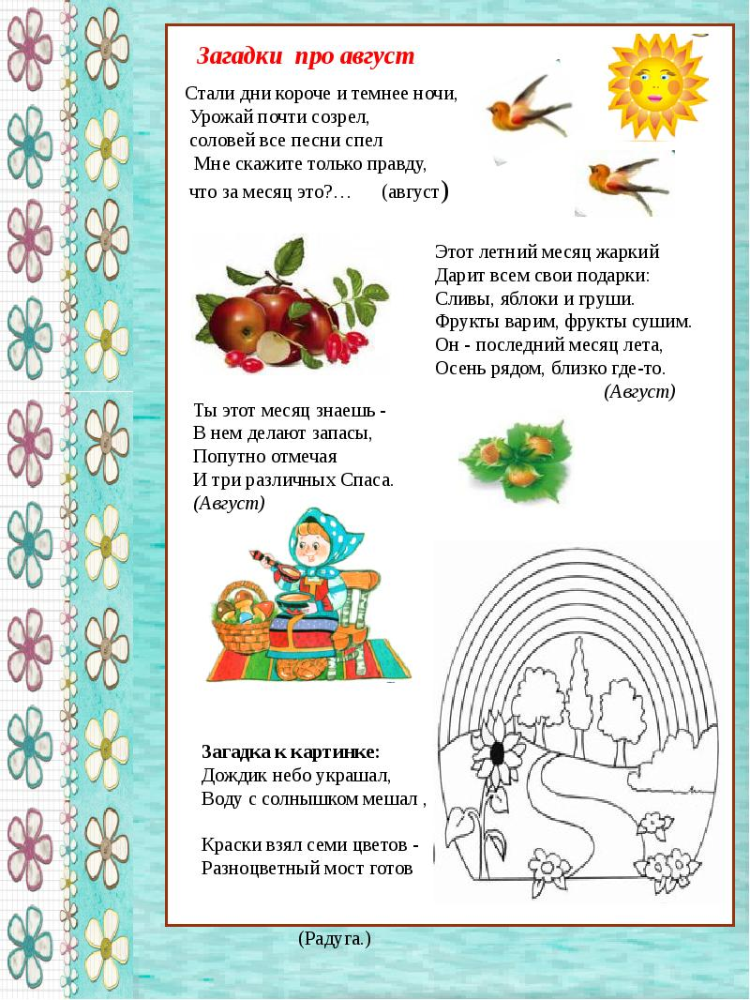 Загадки про август
Стали дни короче и темнее ночи,
Урожай почти созрел,
соловей все песни спел
Мне скажите только правду,
что за месяц это?… (август)
Этот летний месяц жаркий
Дарит всем свои подарки:
Сливы, яблоки и груши.
Фрукты варим, фрукты сушим.
Он - последний месяц лета,
Осень рядом, близко где-то.
(Август)
Ты этот месяц знаешь -
В нем делают запасы,
Попутно отмечая
И три различных Спаса.
(Август)
Загадка к картинке:
Дождик небо украшал,
Воду с солнышком мешал ,
Краски взял семи цветов -
Разноцветный мост готов
(Радуга.)